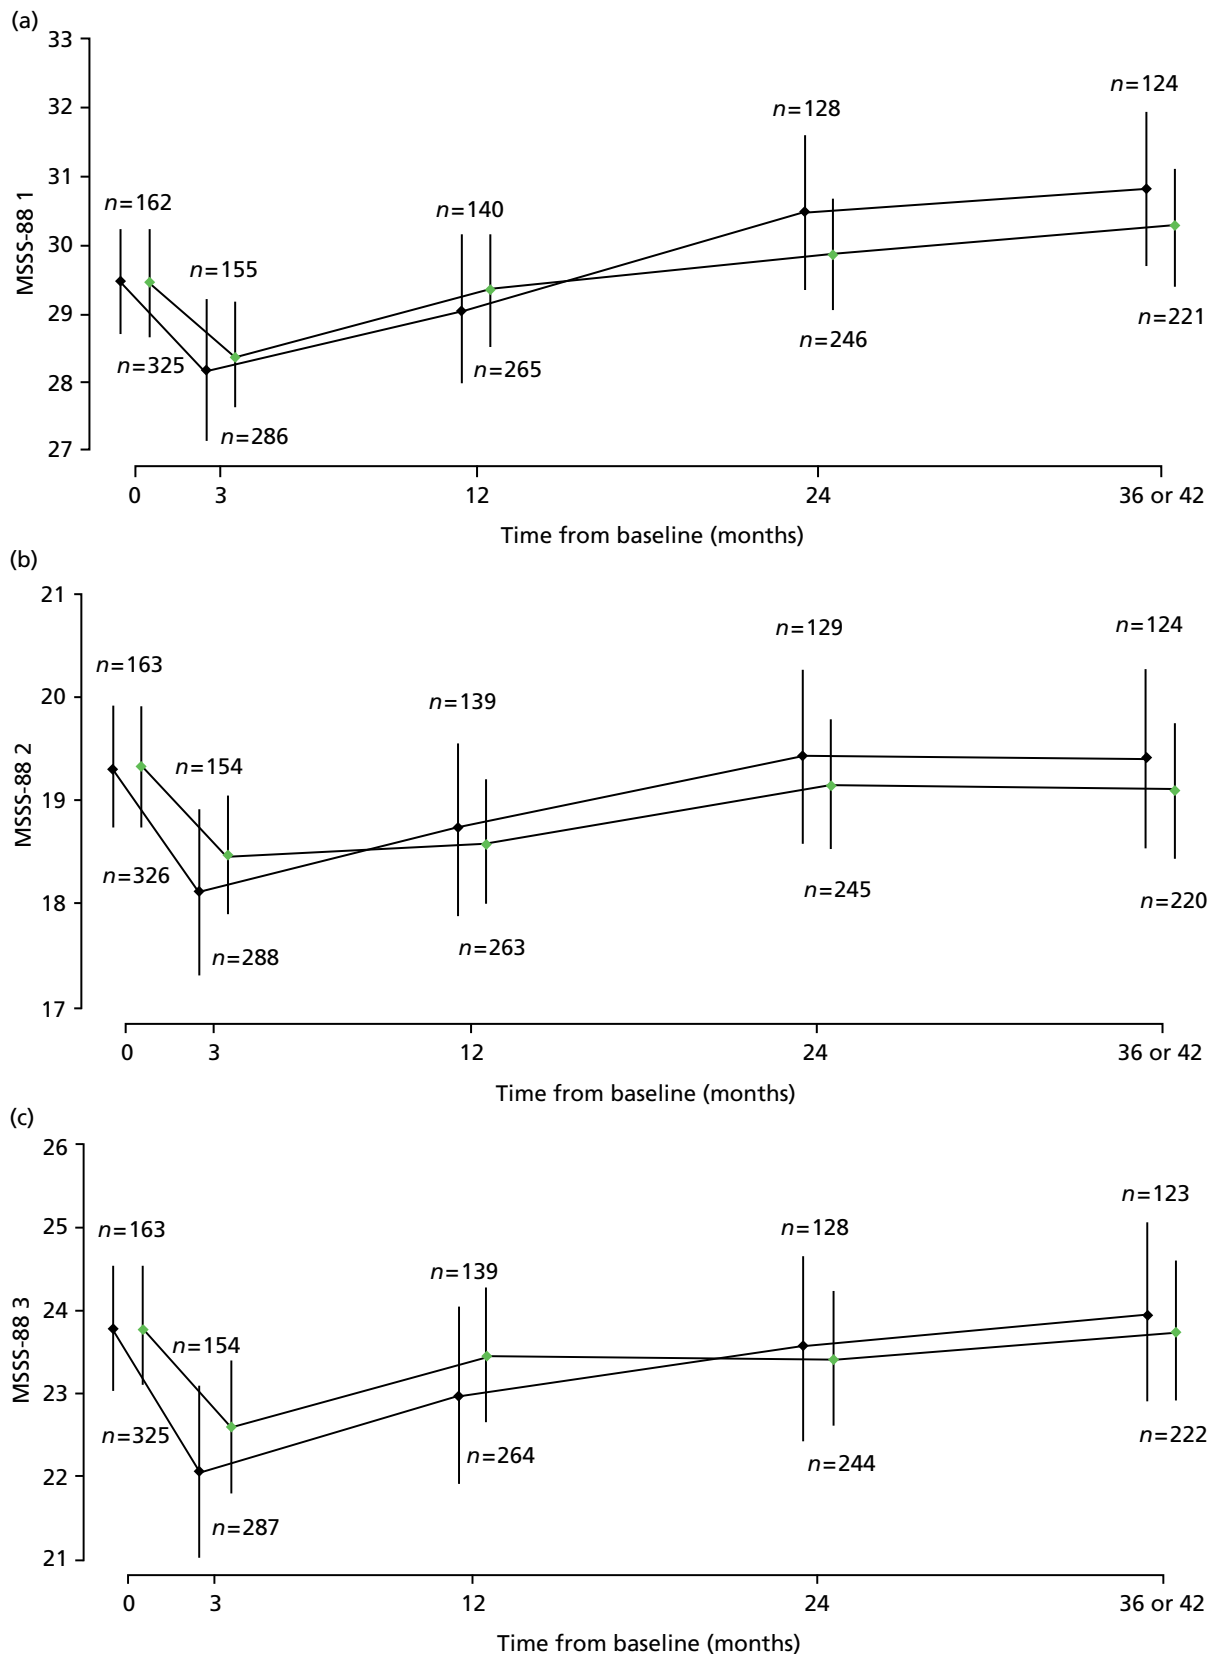 (a)
33
32
31
30
29
28
27
MSSS-88 1
n=162
n=325
n=155
n=286
n=140
n=265
n=128
n=246
n=124
n=221
0 3 12 24 36 or 42
Time from baseline (months)
(b)
21
20
19
18
17
MSSS-88 2
n=163
n=326
n=154
n=288
n=139
n=263
n=129
n=245
n=124
n=220
0 3 12 24 36 or 42
Time from baseline (months)
(c)
26
25
24
23
22
21
MSSS-88 3
n=163
n=325
n=154
n=287
n=139
n=264
n=128
n=244
n=123
n=222
0 3 12 24 36 or 42
Time from baseline (months)